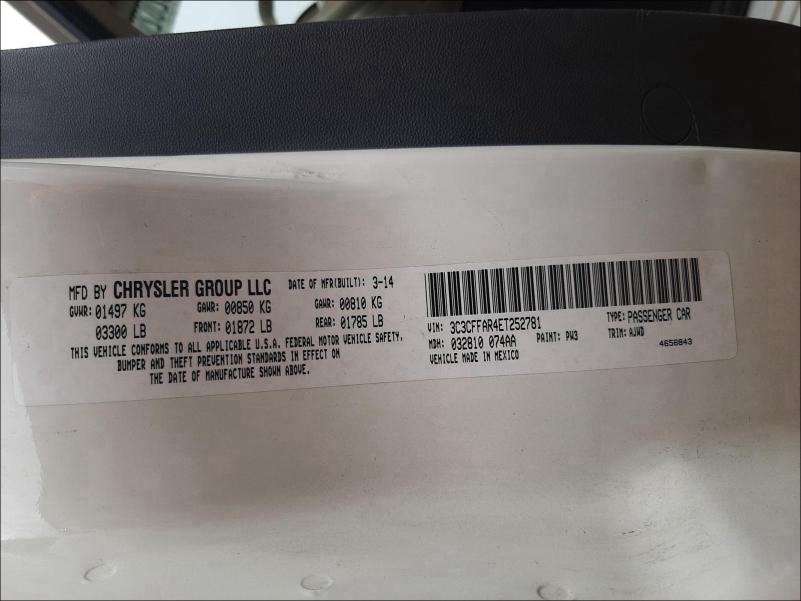 MFD BY CHRYSLER GROUP LLC DATE OF MFR(BUILT): 3-14
GVWR: 01497 KG GAWR: 00850 KG GAWR: 00810 KG
03300 LB FRONT: 01872 LB REAR: 01785 LB
THIS VEHICLE CONFORMS TO ALL APPLICABLE U.S.A. FEDERAL MOTOR VEHICLE SAFETY.
BUMPER AND THEFT PREVENTION STANDARDS IN EFFECT ON
THE DATE OF MANUFACTURE SHOWN ABOVE.
VIN: 3C3CFFAR4ET252781 TYPE: PASSENGER CAR
MDH: 032810 074AA PAINT: PW3 TRIM: AJWD
VEHICLE MADE IN MEXICO 4658843